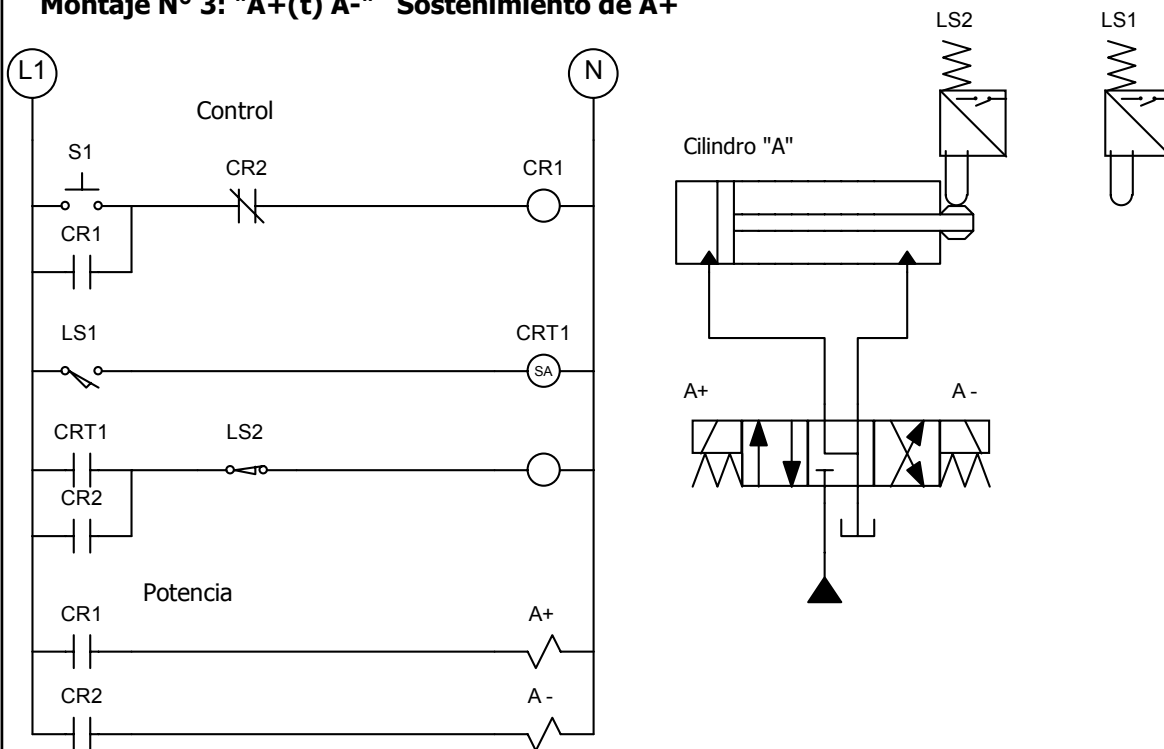 Montaje N° 3: "A+(t) A-" Sostenimiento de A+
L1
N
Control
S1
CR2
CR1
CR1
LS1
CRT1
SA
CRT1
LS2
CR2
Potencia
CR1
A+
CR2
A -
LS2
LS1
Cilindro "A"
A+
A -